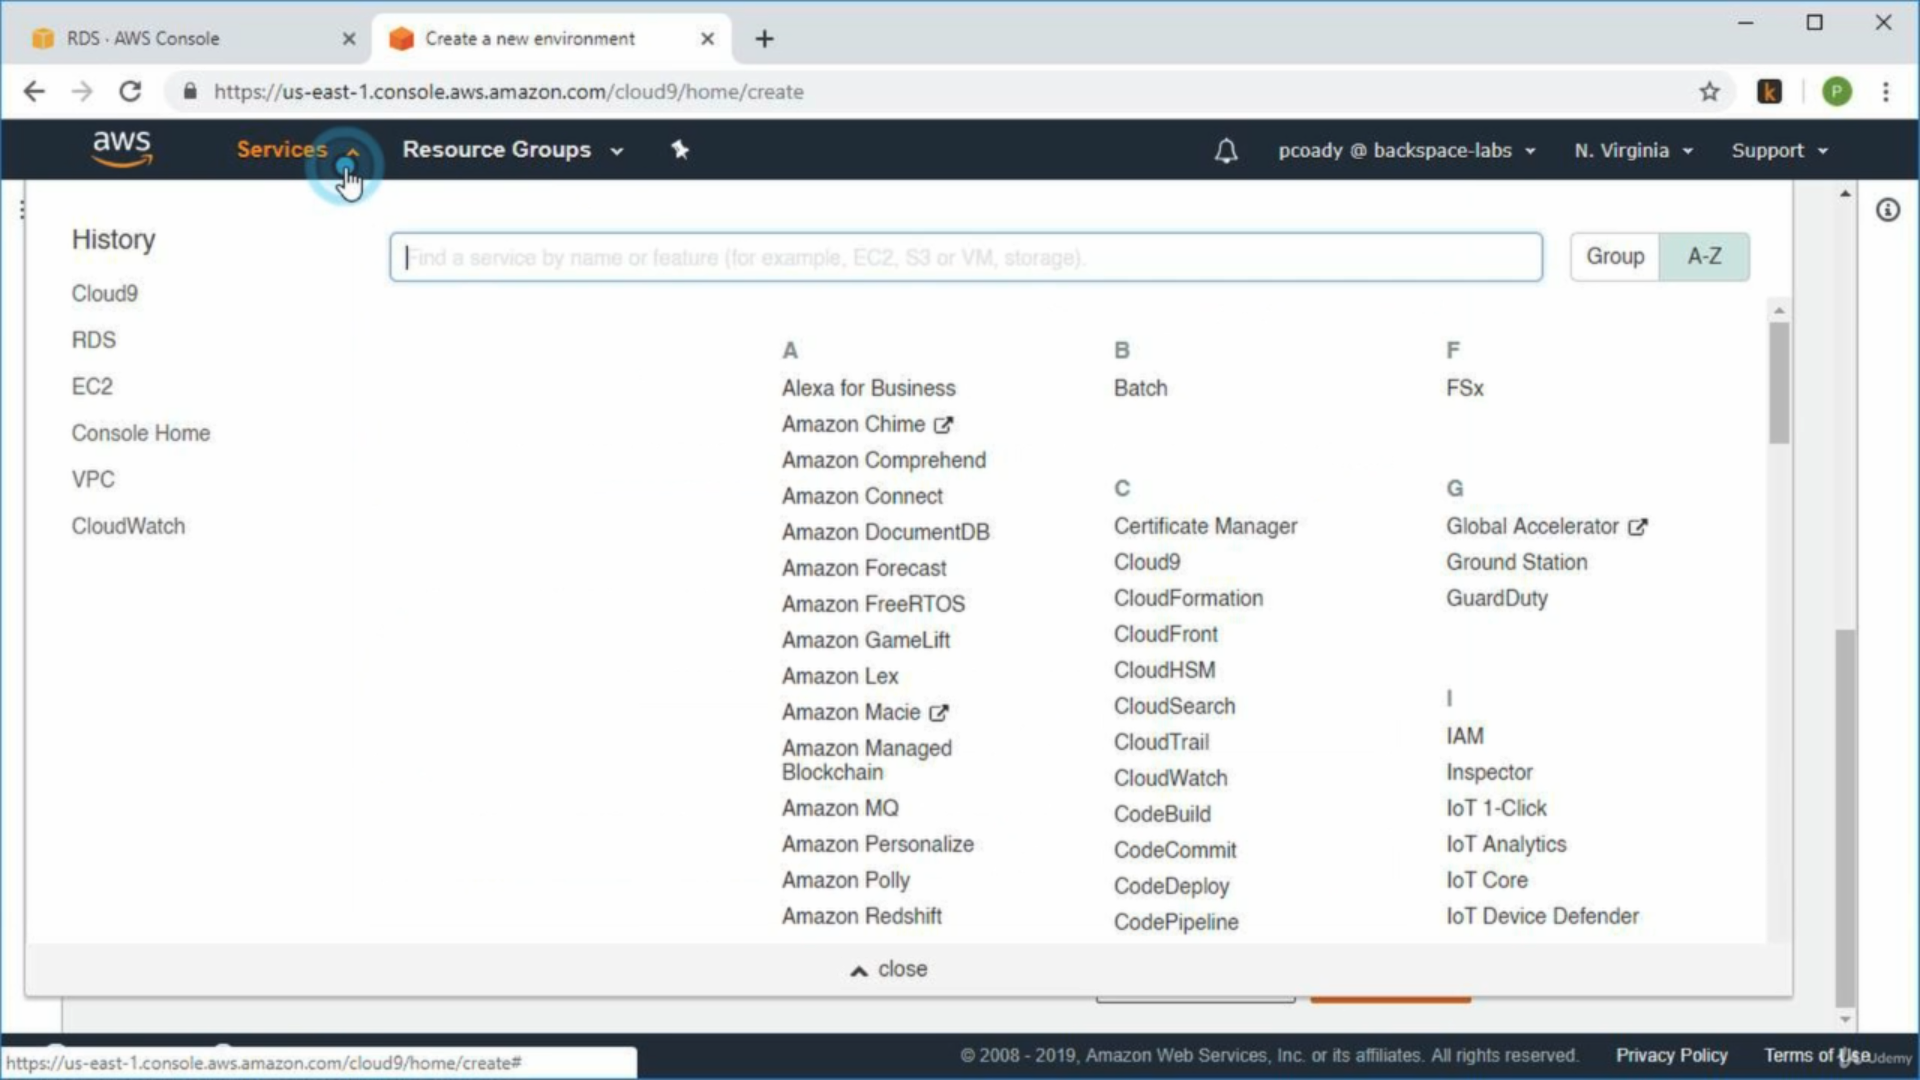 RDS · AWS Console
Create a new environment
https://us-east-1.console.aws.amazon.com/cloud9/home/create
k
P
aws
Services
Resource Groups
pcoady @ backspace-labs
N. Virginia
Support
History
Cloud9
RDS
EC2
Console Home
VPC
CloudWatch
Find a service by name or feature (for example, EC2, S3 or VM, storage).
Group
A-Z
A
Alexa for Business
Amazon Chime
Amazon Comprehend
Amazon Connect
Amazon DocumentDB
Amazon Forecast
Amazon FreeRTOS
Amazon GameLift
Amazon Lex
Amazon Macie
Amazon Managed
Blockchain
Amazon MQ
Amazon Personalize
Amazon Polly
Amazon Redshift
B
Batch
C
Certificate Manager
Cloud9
CloudFormation
CloudFront
CloudHSM
CloudSearch
CloudTrail
CloudWatch
CodeBuild
CodeCommit
CodeDeploy
CodePipeline
F
FSx
G
Global Accelerator
Ground Station
GuardDuty
I
IAM
Inspector
IoT 1-Click
IoT Analytics
IoT Core
IoT Device Defender
close
https://us-east-1.console.aws.amazon.com/cloud9/home/create#
© 2008 - 2019, Amazon Web Services, Inc. or its affiliates. All rights reserved.
Privacy Policy
Terms of Use
Udemy